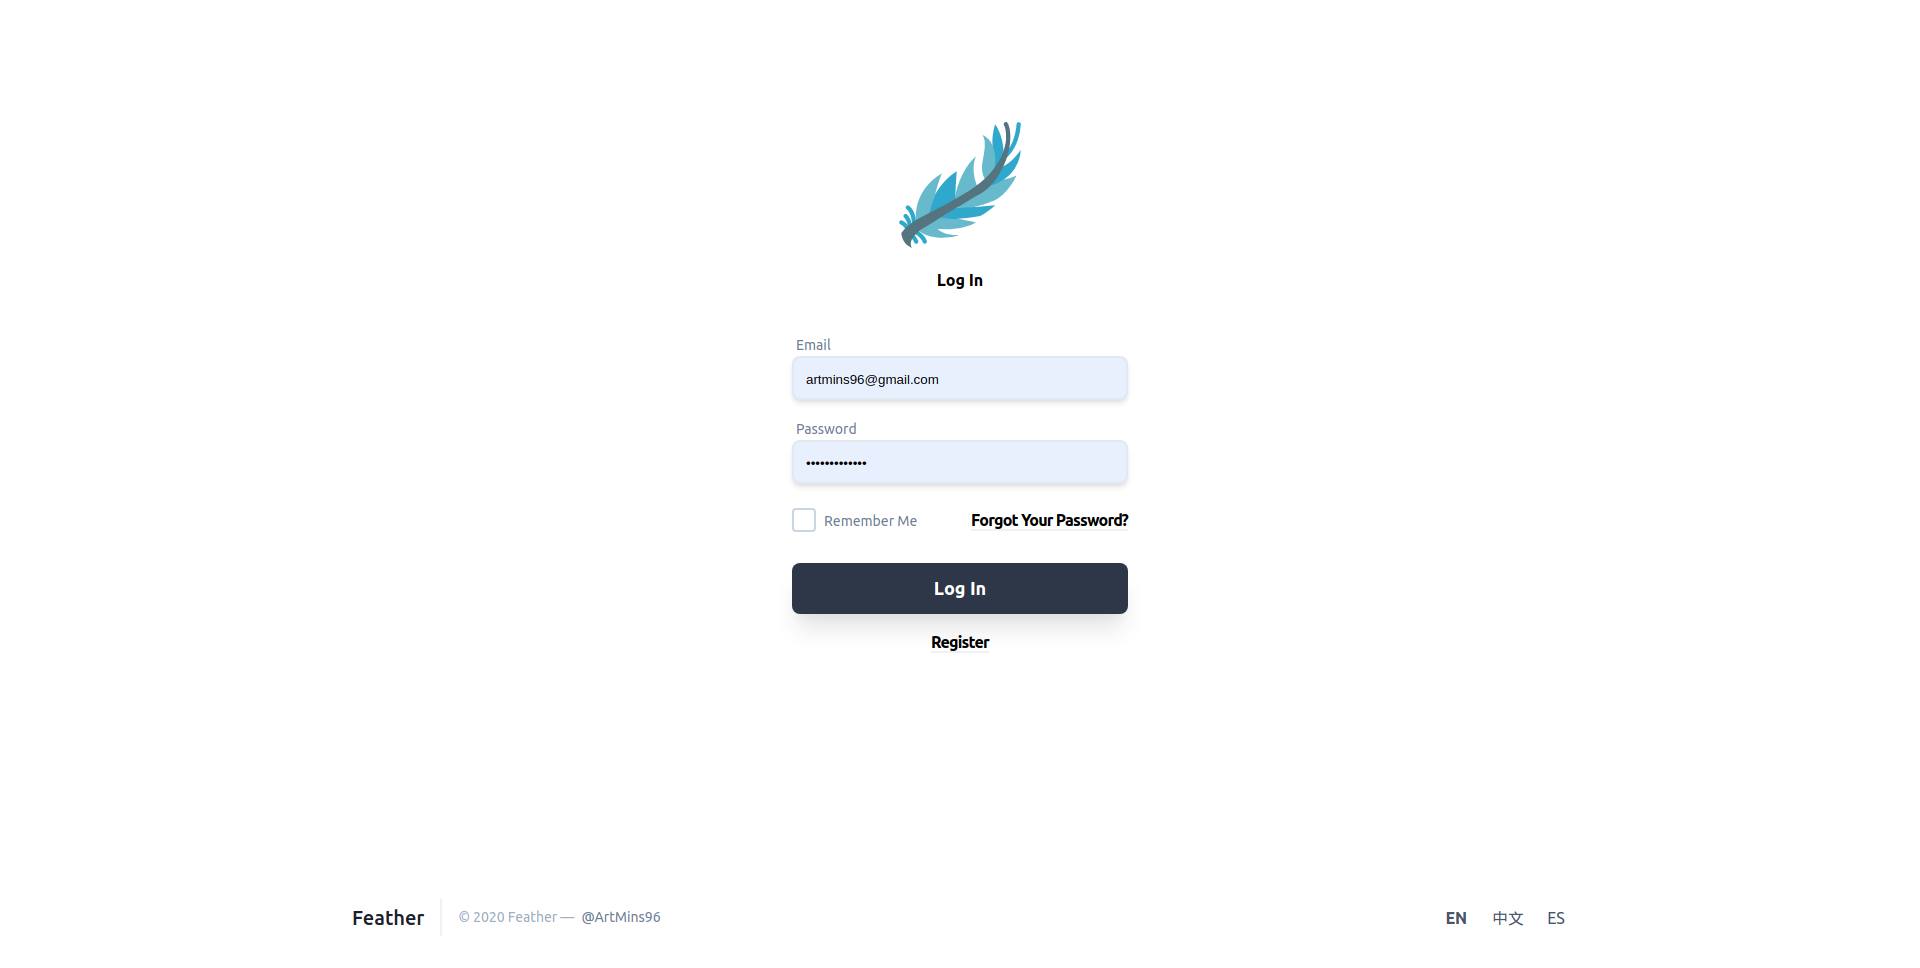 Log In
Email
artmins96@gmail.com
Password
•••••••••••••
Remember Me Forgot Your Password?
Log In
Register
Feather © 2020 Feather — @ArtMins96 EN 中文 ES